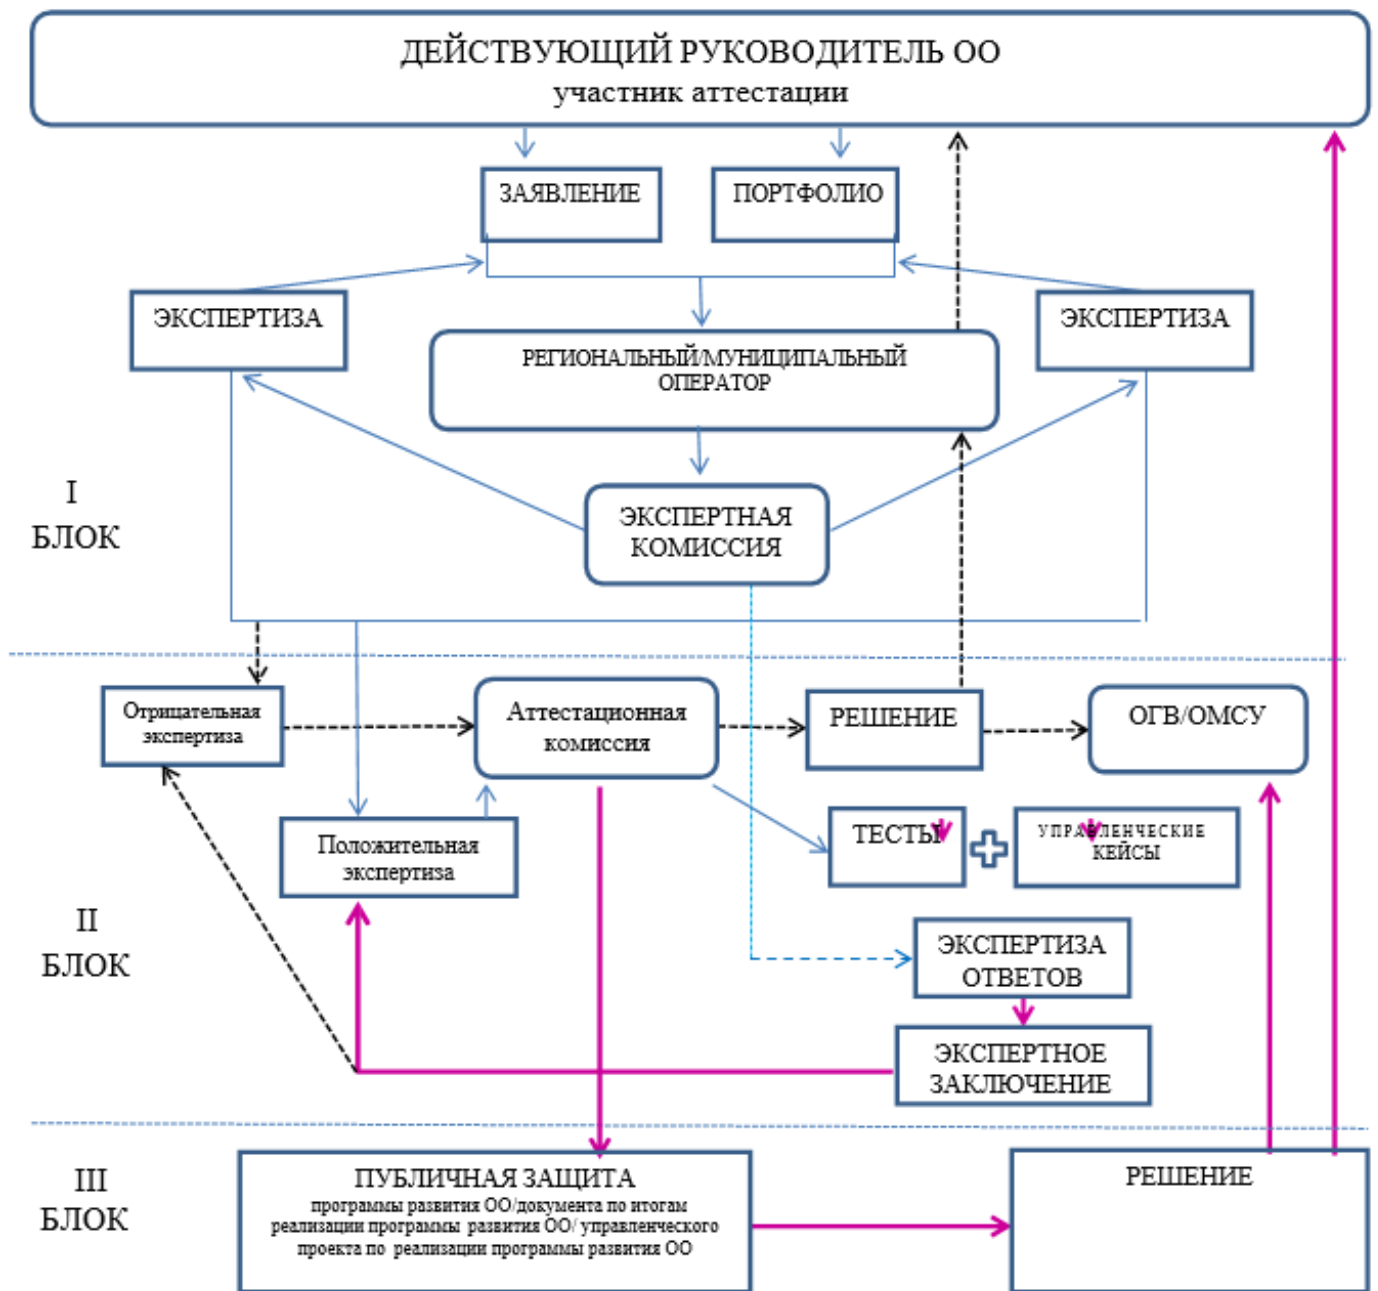 ДЕЙСТВУЮЩИЙ РУКОВОДИТЕЛЬ ОО
участник аттестации
ЗАЯВЛЕНИЕ
ПОРТФОЛИО
ЭКСПЕРТИЗА
ЭКСПЕРТИЗА
РЕГИОНАЛЬНЫЙ/МУНИЦИПАЛЬНЫЙ
ОПЕРАТОР
I
БЛОК
ЭКСПЕРТНАЯ
КОМИССИЯ
Отрицательная
экспертиза
Аттестационная
комиссия
РЕШЕНИЕ
ОГВ/ОМСУ
Положительная
экспертиза
ТЕСТЫ
УПРАВЛЕНЧЕСКИЕ
КЕЙСЫ
II
БЛОК
ЭКСПЕРТИЗА
ОТВЕТОВ
ЭКСПЕРТНОЕ
ЗАКЛЮЧЕНИЕ
III
БЛОК
ПУБЛИЧНАЯ ЗАЩИТА
программы развития ОО/документа по итогам
реализации программы развития ОО/ управленческого
проекта по реализации программы развития ОО
РЕШЕНИЕ